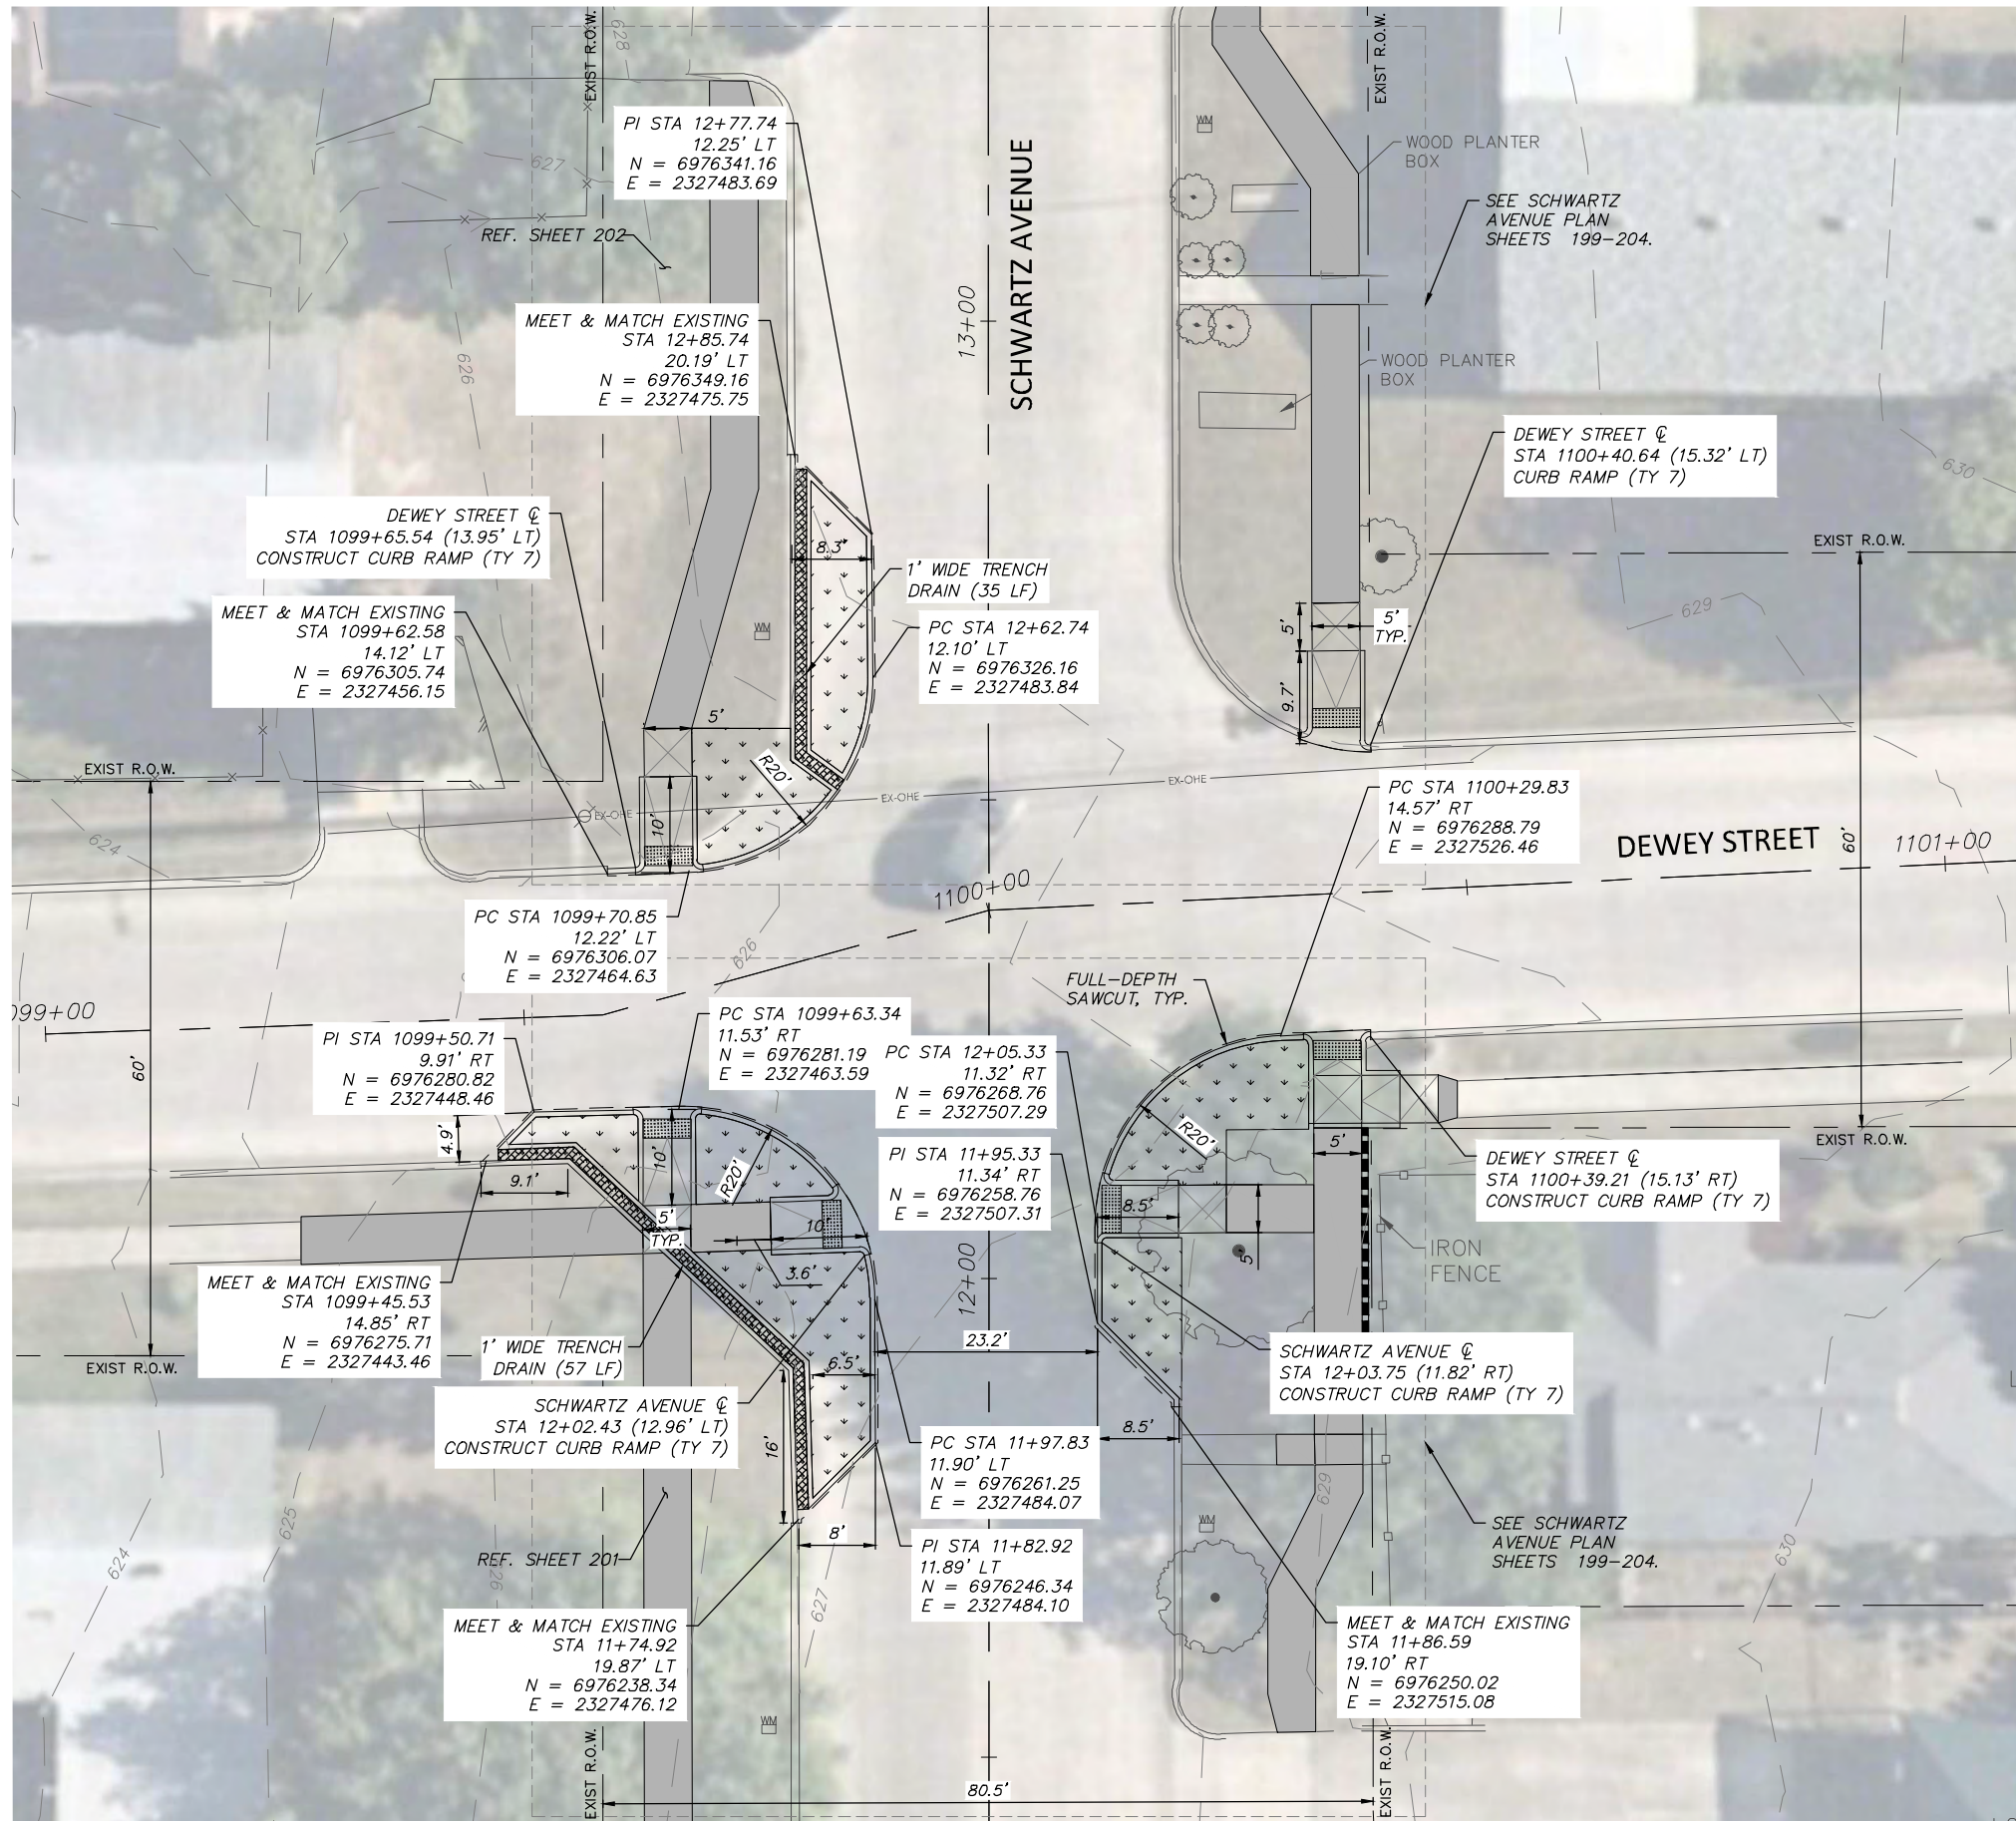 EXIST R.O.W.
628
EXIST R.O.W.
PI STA 12+77.74
12.25' LT
N = 6976341.16
E = 2327483.69
627
WM
WOOD PLANTER
BOX
SCHWARTZ AVENUE
SEE SCHWARTZ
AVENUE PLAN
SHEETS 199-204.
REF. SHEET 202
MEET & MATCH EXISTING
STA 12+85.74
20.19' LT
N = 6976349.16
E = 2327475.75
13+00
626
WOOD PLANTER
BOX
DEWEY STREET ℄
STA 1100+40.64 (15.32' LT)
CURB RAMP (TY 7)
630
DEWEY STREET ℄
STA 1099+65.54 (13.95' LT)
CONSTRUCT CURB RAMP (TY 7)
8.3'
EXIST R.O.W.
1' WIDE TRENCH
DRAIN (35 LF)
MEET & MATCH EXISTING
STA 1099+62.58
14.12' LT
N = 6976305.74
E = 2327456.15
WM
PC STA 12+62.74
12.10' LT
N = 6976326.16
E = 2327483.84
5'
5'
TYP.
629
9.7'
5'
R20'
EXIST R.O.W.
EX-OHE
EX-OHE
EX-OHE
10'
624
PC STA 1100+29.83
14.57' RT
N = 6976288.79
E = 2327526.46
DEWEY STREET
60'
1101+00
1100+00
PC STA 1099+70.85
12.22' LT
N = 6976306.07
E = 2327464.63
626
FULL-DEPTH
SAWCUT, TYP.
099+00
60'
PI STA 1099+50.71
9.91' RT
N = 6976280.82
E = 2327448.46
PC STA 1099+63.34
11.53' RT
N = 6976281.19
E = 2327463.59
PC STA 12+05.33
11.32' RT
N = 6976268.76
E = 2327507.29
4.9'
9.1'
10'
R20'
R20'
5'
EXIST R.O.W.
PI STA 11+95.33
11.34' RT
N = 6976258.76
E = 2327507.31
DEWEY STREET ℄
STA 1100+39.21 (15.13' RT)
CONSTRUCT CURB RAMP (TY 7)
5'
TYP.
10'
3.6'
8.5'
5'
IRON
FENCE
MEET & MATCH EXISTING
STA 1099+45.53
14.85' RT
N = 6976275.71
E = 2327443.46
12+00
EXIST R.O.W.
1' WIDE TRENCH
DRAIN (57 LF)
23.2'
6.5'
SCHWARTZ AVENUE ℄
STA 12+03.75 (11.82' RT)
CONSTRUCT CURB RAMP (TY 7)
SCHWARTZ AVENUE ℄
STA 12+02.43 (12.96' LT)
CONSTRUCT CURB RAMP (TY 7)
16'
8.5'
PC STA 11+97.83
11.90' LT
N = 6976261.25
E = 2327484.07
625
629
WM
SEE SCHWARTZ
AVENUE PLAN
SHEETS 199-204.
8'
624
REF. SHEET 201
626
PI STA 11+82.92
11.89' LT
N = 6976246.34
E = 2327484.10
630
627
MEET & MATCH EXISTING
STA 11+74.92
19.87' LT
N = 6976238.34
E = 2327476.12
MEET & MATCH EXISTING
STA 11+86.59
19.10' RT
N = 6976250.02
E = 2327515.08
WM
EXIST R.O.W.
80.5'
EXIST R.O.W.